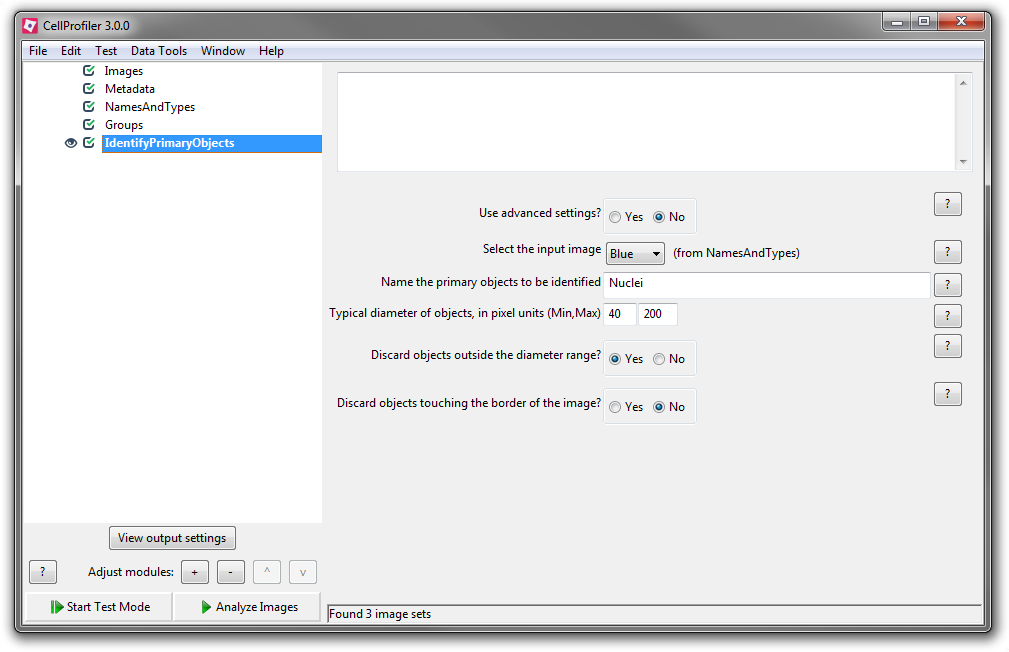 CellProfiler 3.0.0
File Edit Test Data Tools Window Help
Images
Metadata
NamesAndTypes
Groups
IdentifyPrimaryObjects
Use advanced settings? Yes No ?
Select the input image Blue (from NamesAndTypes) ?
Name the primary objects to be identified Nuclei ?
Typical diameter of objects, in pixel units (Min,Max) 40 200 ?
Discard objects outside the diameter range? Yes No ?
Discard objects touching the border of the image? Yes No ?
View output settings
? Adjust modules: + - ^ v
Start Test Mode Analyze Images
Found 3 image sets